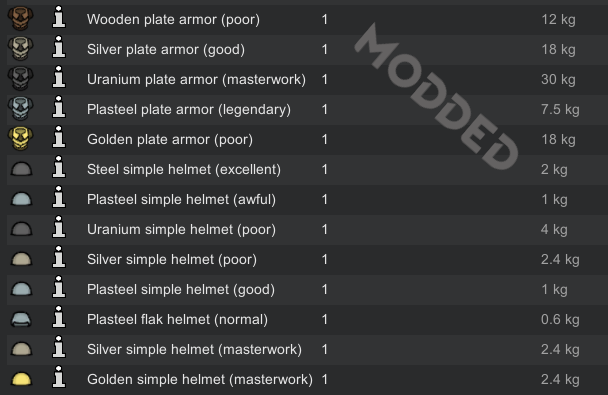 Wooden plate armor (poor) 1 12 kg
Silver plate armor (good) 1 18 kg
Uranium plate armor (masterwork) 1 30 kg
Plasteel plate armor (legendary) 1 7.5 kg
Golden plate armor (poor) 1 18 kg
Steel simple helmet (excellent) 1 2 kg
Plasteel simple helmet (awful) 1 1 kg
Uranium simple helmet (poor) 1 4 kg
Silver simple helmet (poor) 1 2.4 kg
Plasteel simple helmet (good) 1 1 kg
Plasteel flak helmet (normal) 1 0.6 kg
Silver simple helmet (masterwork) 1 2.4 kg
Golden simple helmet (masterwork) 1 2.4 kg
MODDED